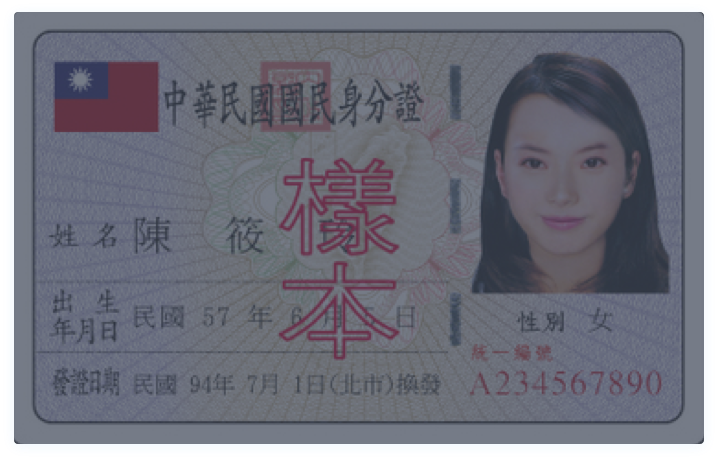 中華民國國民身分證
樣本
姓名 陳 筱
出生年月日 民國 57 年 6 月 5 日
性別 女
統一編號
發證日期 民國 94年 7月 1日(北市)換發
A234567890